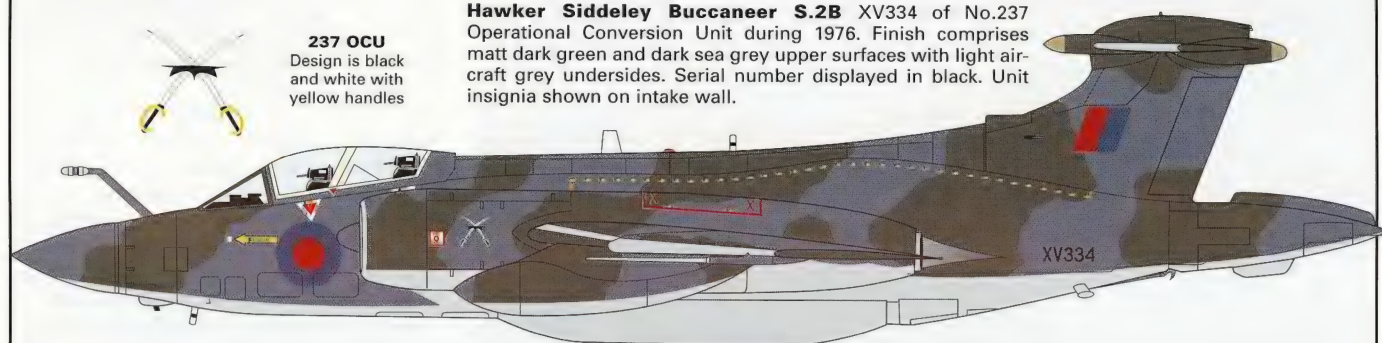 237 OCU
Design is black
and white with
yellow handles
Hawker Siddeley Buccaneer S.2B XV334 of No.237
Operational Conversion Unit during 1976. Finish comprises
matt dark green and dark sea grey upper surfaces with light air-
craft grey undersides. Serial number displayed in black. Unit
insignia shown on intake wall.
X X
XV334